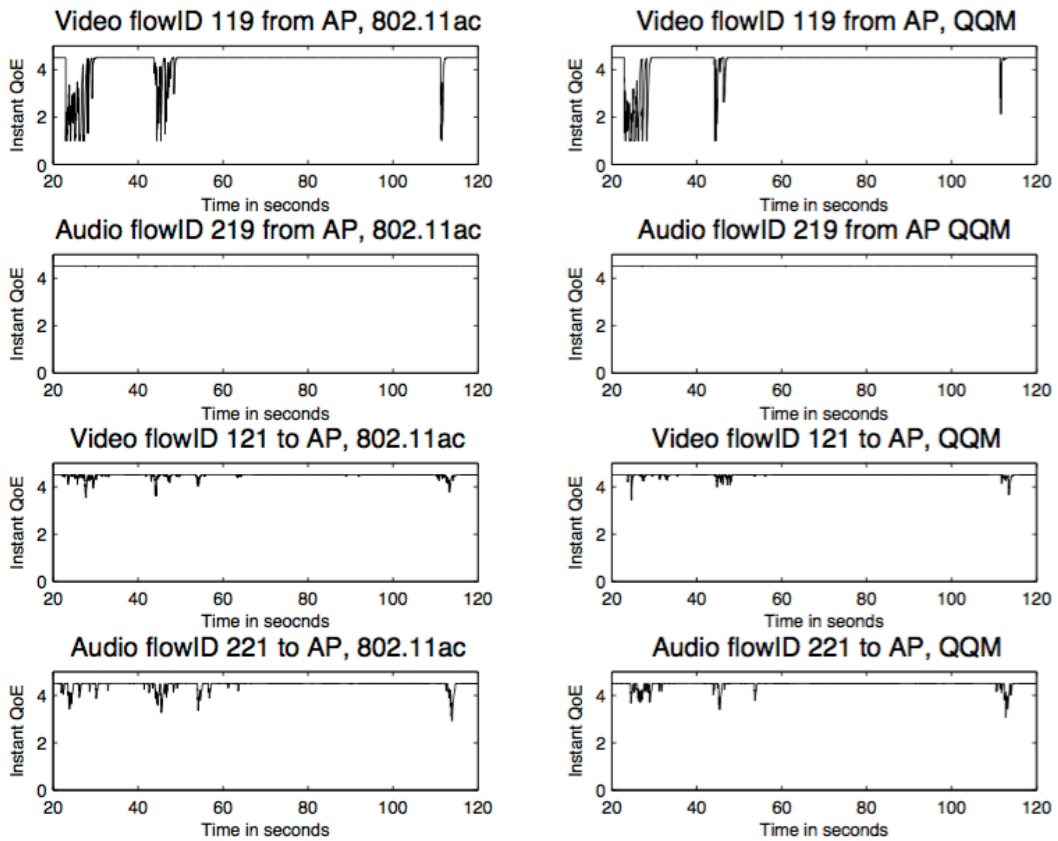 Video flowID 119 from AP, 802.11ac
Instant QoE
4
2
0
20 40 60 80 100 120
Time in seconds
Video flowID 119 from AP, QQM
Instant QoE
4
2
0
20 40 60 80 100 120
Time in seconds
Audio flowID 219 from AP, 802.11ac
Instant QoE
4
2
0
20 40 60 80 100 120
Time in seconds
Audio flowID 219 from AP QQM
Instant QoE
4
2
0
20 40 60 80 100 120
Time in seconds
Video flowID 121 to AP, 802.11ac
Instant QoE
4
2
0
20 40 60 80 100 120
Time in seconds
Video flowID 121 to AP, QQM
Instant QoE
4
2
0
20 40 60 80 100 120
Time in seconds
Audio flowID 221 to AP, 802.11ac
Instant QoE
4
2
0
20 40 60 80 100 120
Time in seconds
Audio flowID 221 to AP, QQM
Instant QoE
4
2
0
20 40 60 80 100 120
Time in seconds